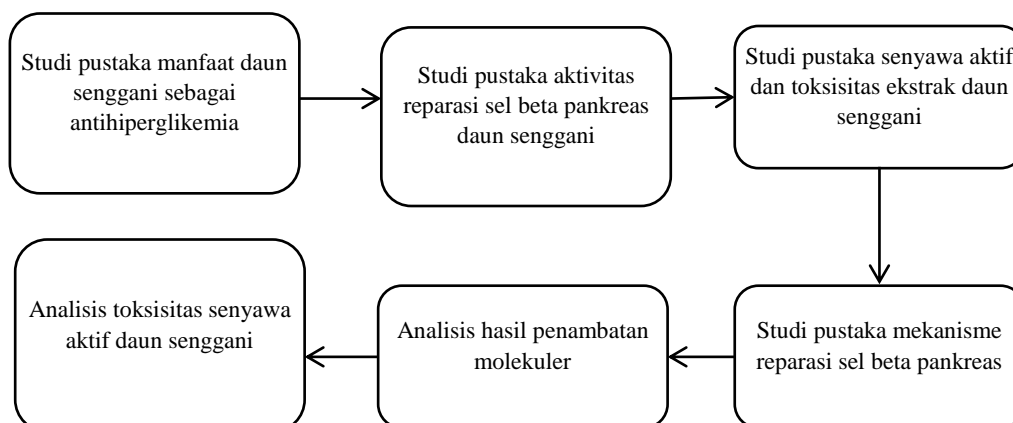 Studi pustaka manfaat daun
senggani sebagai
antihiperglikemia
Studi pustaka aktivitas
reparasi sel beta pankreas
daun senggani
Studi pustaka senyawa aktif
dan toksisitas ekstrak daun
senggani
Studi pustaka mekanisme
reparasi sel beta pankreas
Analisis hasil penambatan
molekuler
Analisis toksisitas senyawa
aktif daun senggani